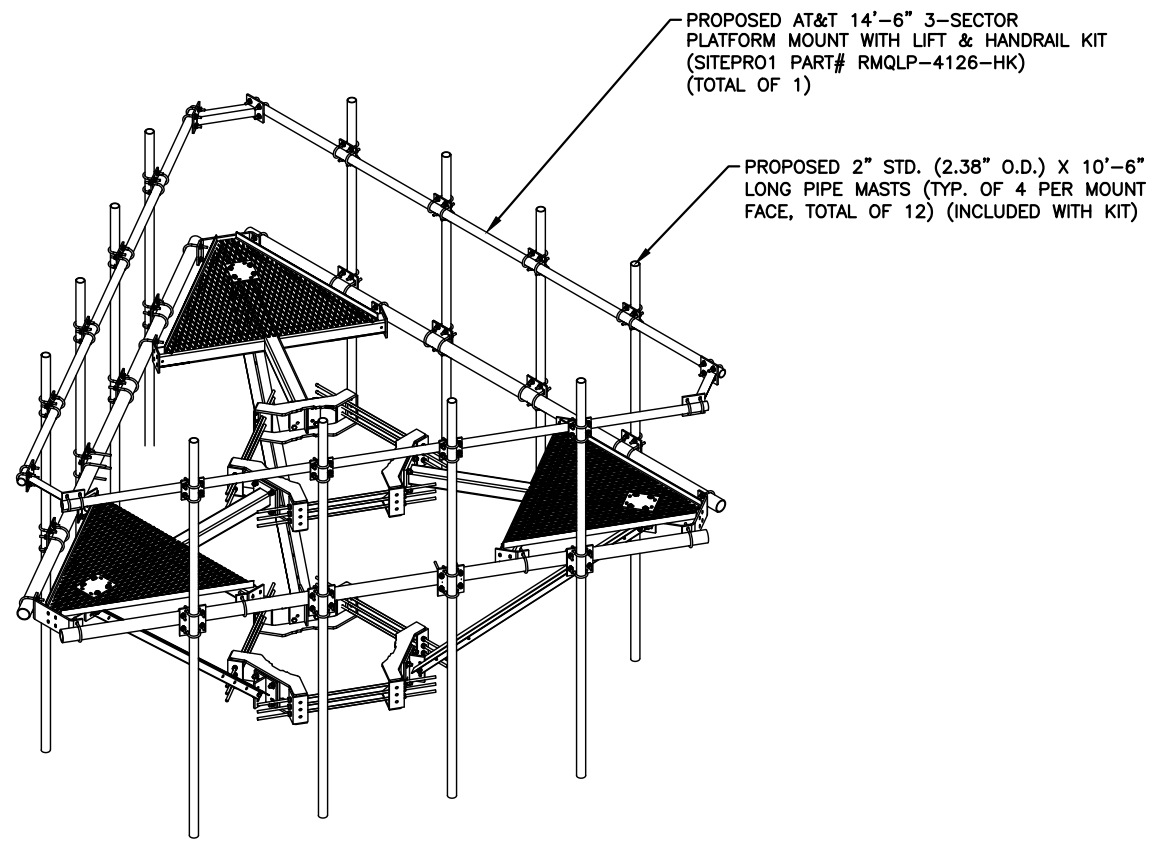 PROPOSED AT&T 14'-6" 3-SECTOR
PLATFORM MOUNT WITH LIFT & HANDRAIL KIT
(SITEPRO1 PART# RMQLP-4126-HK)
(TOTAL OF 1)
PROPOSED 2" STD. (2.38" O.D.) X 10'-6"
LONG PIPE MASTS (TYP. OF 4 PER MOUNT
FACE, TOTAL OF 12) (INCLUDED WITH KIT)